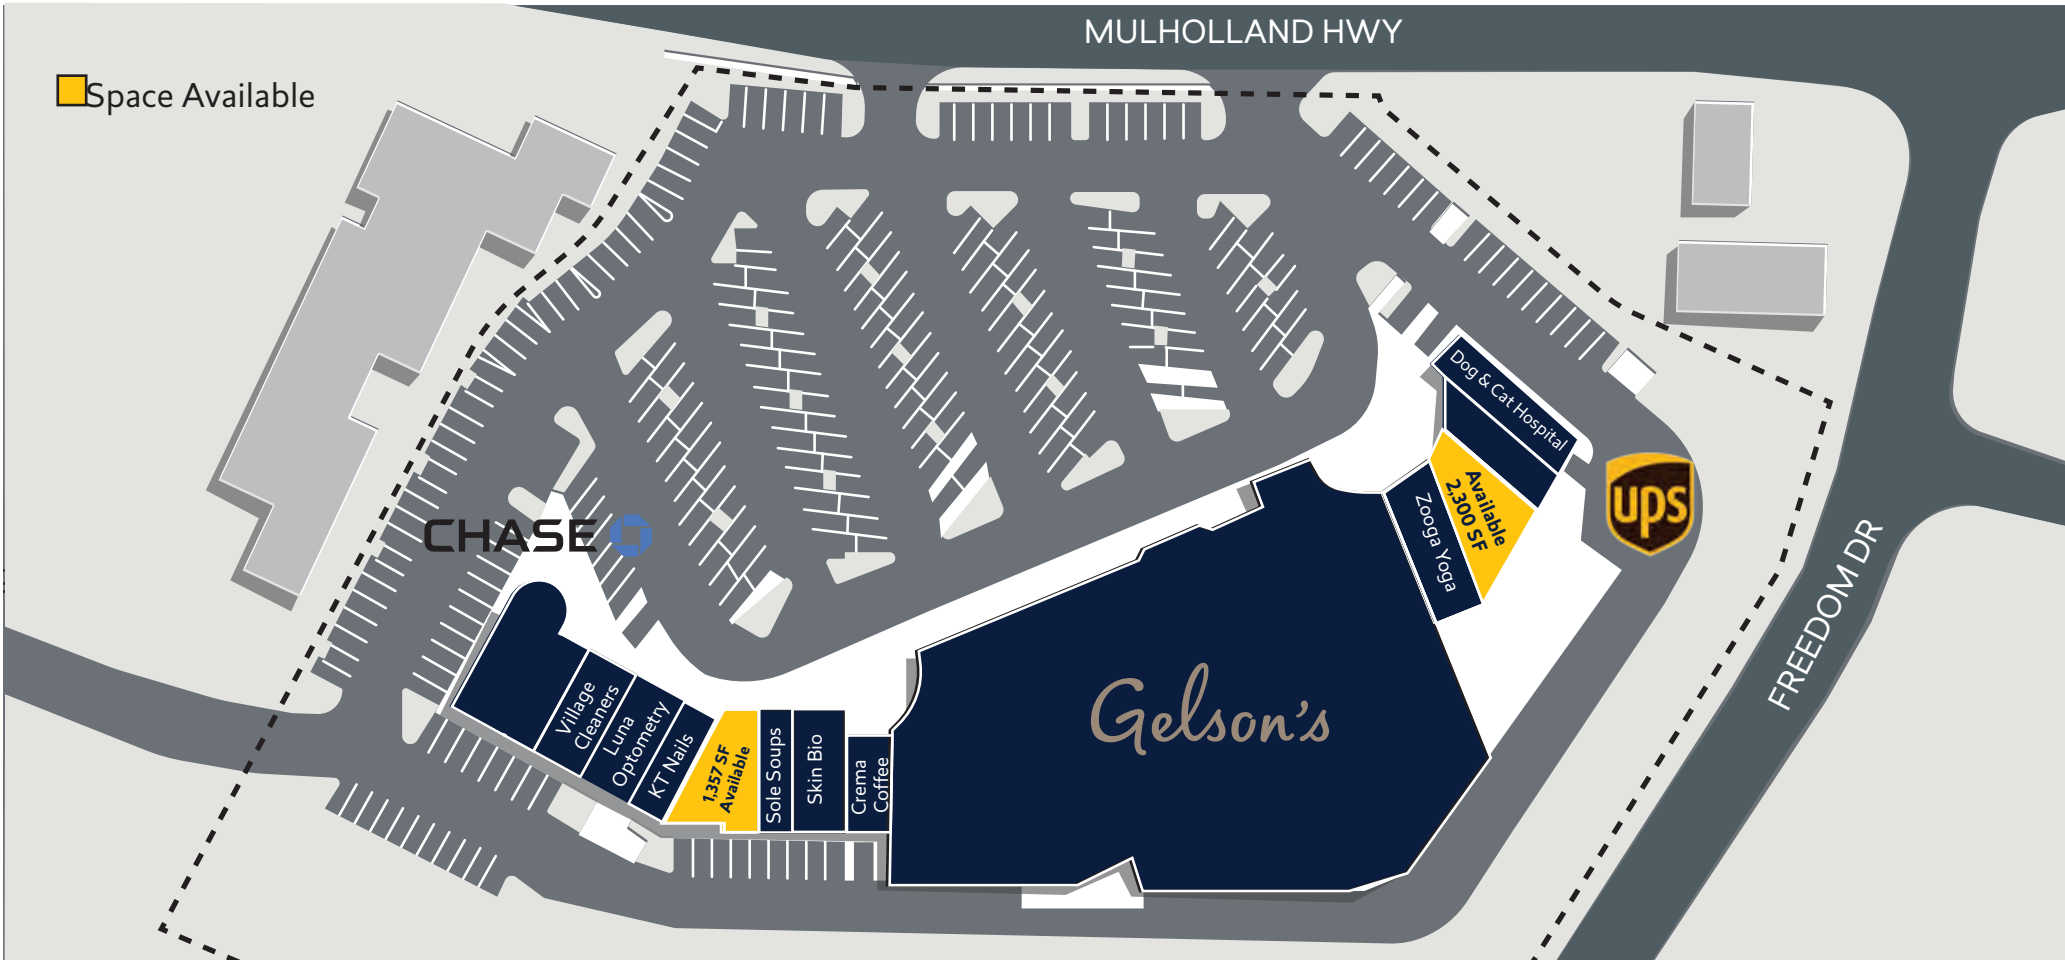 MULHOLLAND HWY
Space Available
Dog & Cat Hospital
Available
2,300 SF
Zooga Yoga
ups
CHASE
FREEDOM DR
Gelson's
Village
Cleaners
Luna
Optometry
KT Nails
1,357 SF
Available
Sole Soups
Skin Bio
Crema
Coffee